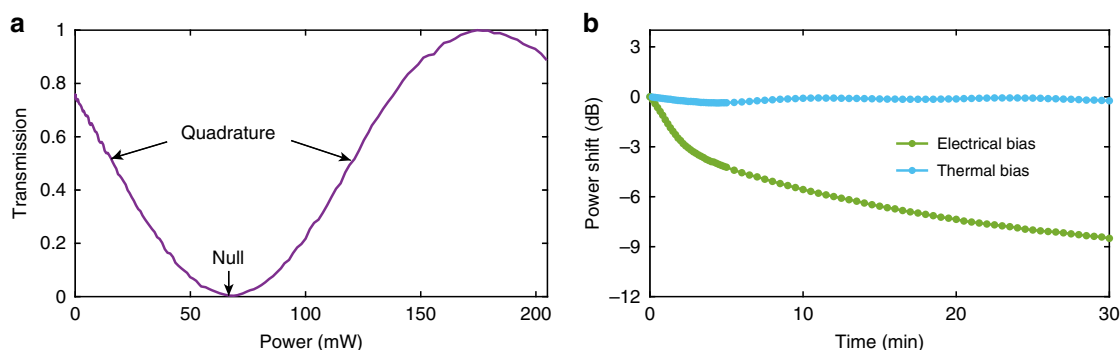 a
Transmission
1
0.8
0.6
0.4
0.2
0
Quadrature
Null
0
50
100
150
200
Power (mW)
b
Power shift (dB)
3
0
−3
−6
−9
−12
Electrical bias
Thermal bias
0
10
20
30
Time (min)